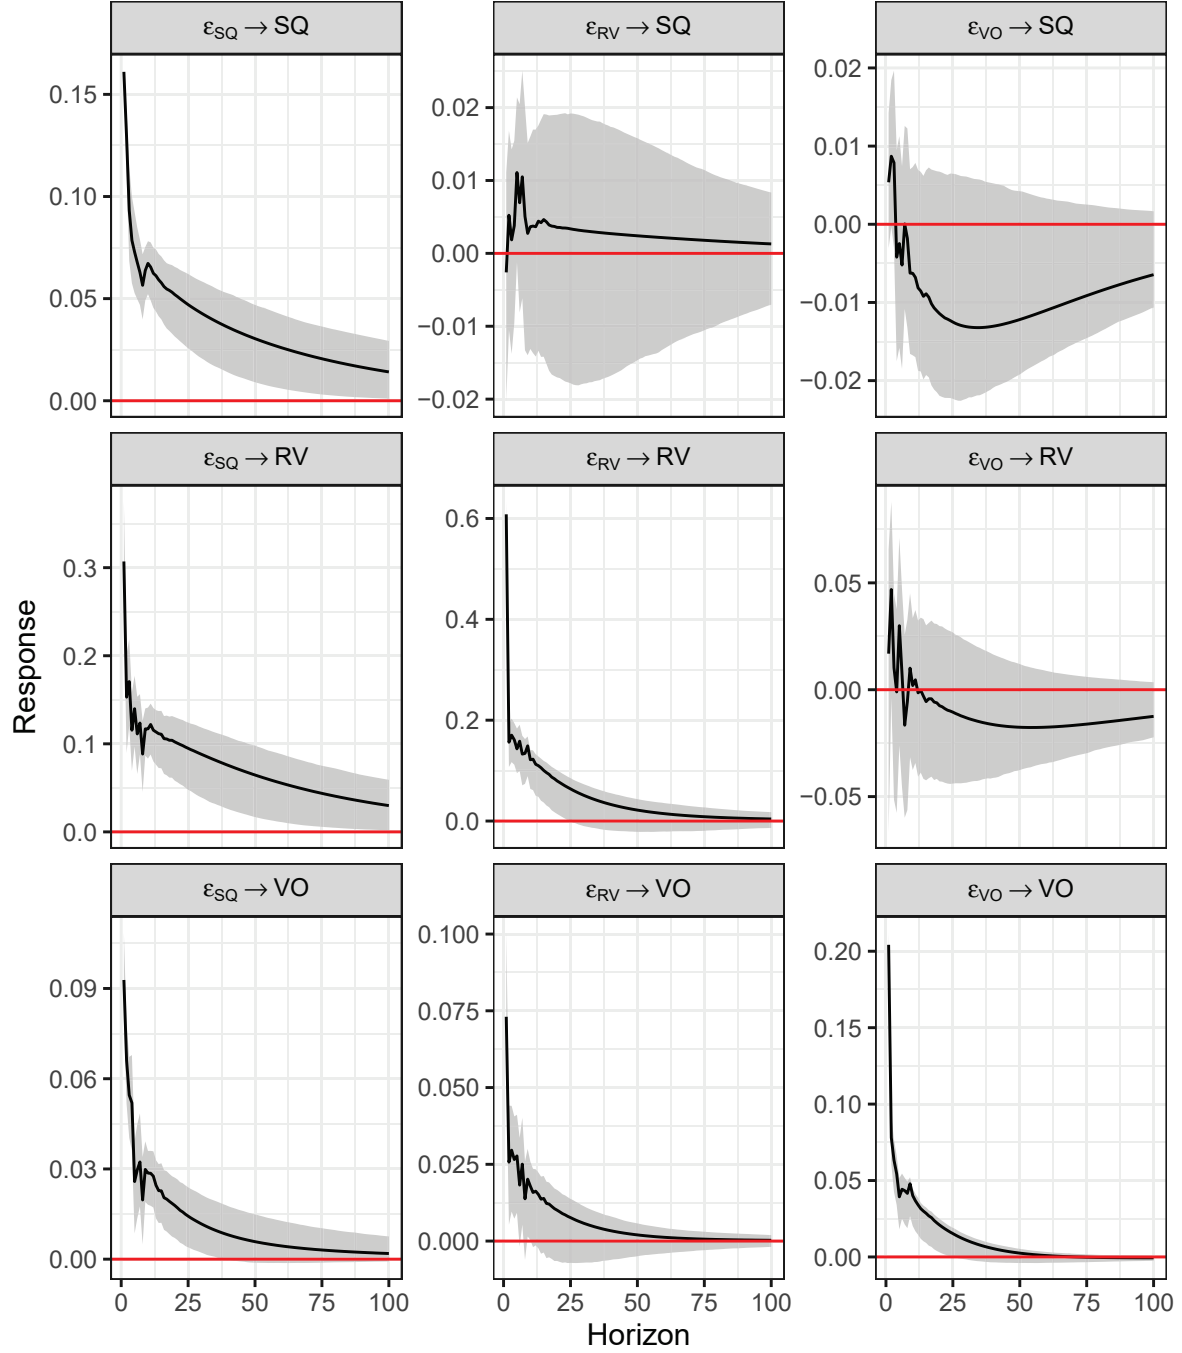 ε_SQ → SQ
ε_RV → SQ
ε_VO → SQ
0.15
0.10
0.05
0.00
0.02
0.01
0.00
−0.01
−0.02
0.02
0.01
0.00
−0.01
−0.02
ε_SQ → RV
ε_RV → RV
ε_VO → RV
0.3
0.2
0.1
0.0
0.6
0.4
0.2
0.0
0.05
0.00
−0.05
Response
ε_SQ → VO
ε_RV → VO
ε_VO → VO
0.09
0.06
0.03
0.00
0.100
0.075
0.050
0.025
0.000
0.20
0.15
0.10
0.05
0.00
0 25 50 75 100
0 25 50 75 100
0 25 50 75 100
Horizon